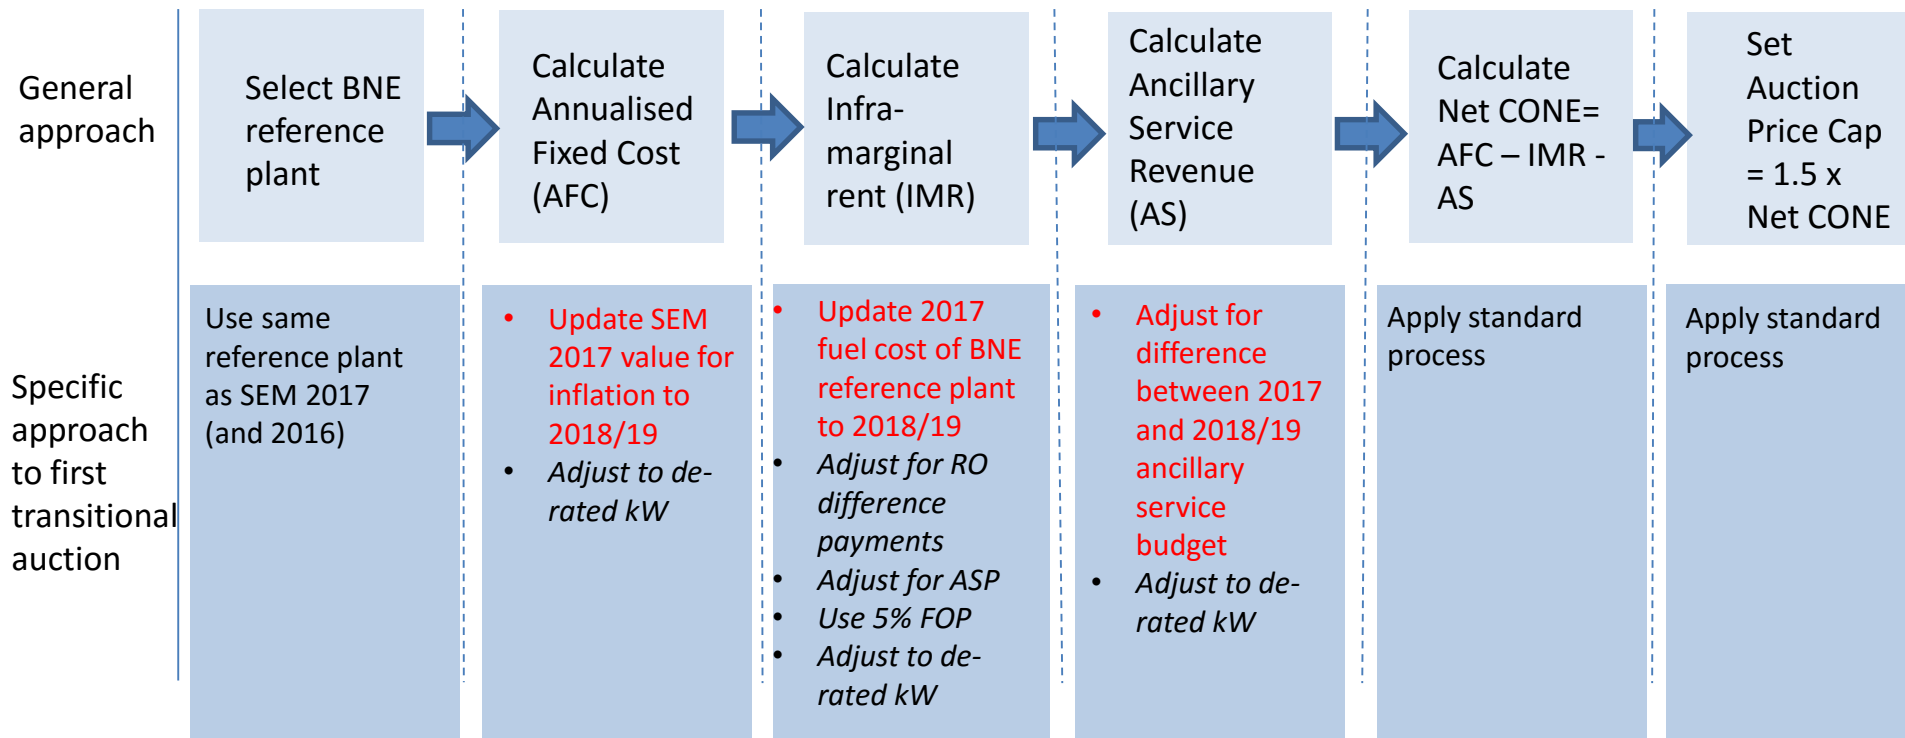 General
approach
Select BNE
reference
plant
Calculate
Annualised
Fixed Cost
(AFC)
Calculate
Infra-
marginal
rent (IMR)
Calculate
Ancillary
Service
Revenue
(AS)
Calculate
Net CONE=
AFC – IMR -
AS
Set
Auction
Price Cap
= 1.5 x
Net CONE
Specific
approach
to first
transitional
auction
Use same
reference plant
as SEM 2017
(and 2016)
• Update SEM
2017 value for
inflation to
2018/19
• Adjust to de-
rated kW
• Update 2017
fuel cost of BNE
reference plant
to 2018/19
• Adjust for RO
difference
payments
• Adjust for ASP
• Use 5% FOP
• Adjust to de-
rated kW
• Adjust for
difference
between 2017
and 2018/19
ancillary
service
budget
• Adjust to de-
rated kW
Apply standard
process
Apply standard
process